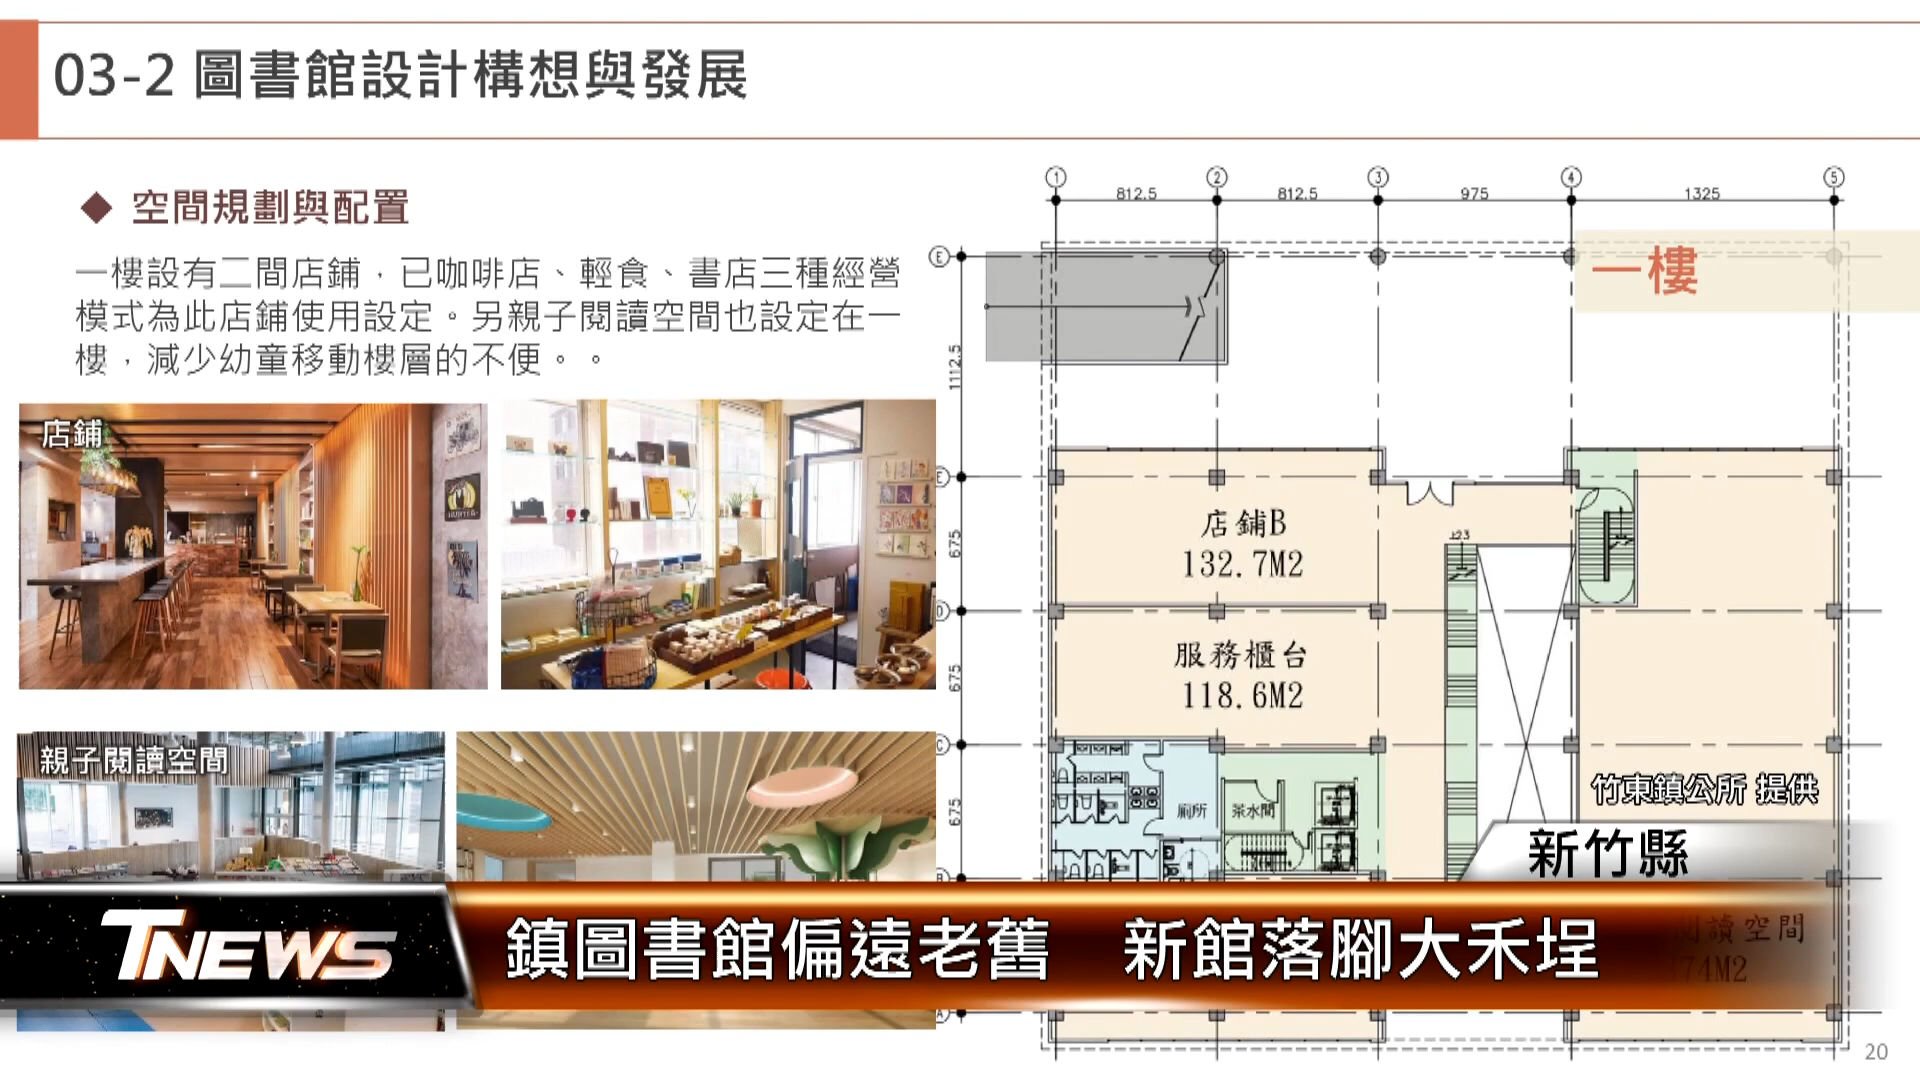 03-2 圖書館設計構想與發展
◆ 空間規劃與配置
一樓設有二間店鋪，已咖啡店、輕食、書店三種經營
模式為此店鋪使用設定。另親子閱讀空間也設定在一
樓，減少幼童移動樓層的不便。。
店鋪
親子閱讀空間
1 2 3 4 5
812.5 812.5 975 1325
一樓
E
1112.5
675
D
675
C
675
店鋪B
132.7M2
123
服務櫃台
118.6M2
廁所
茶水間
竹東鎮公所 提供
新竹縣
TNEWS
鎮圖書館偏遠老舊 新館落腳大禾埕
閱讀空間
74M2
A
20